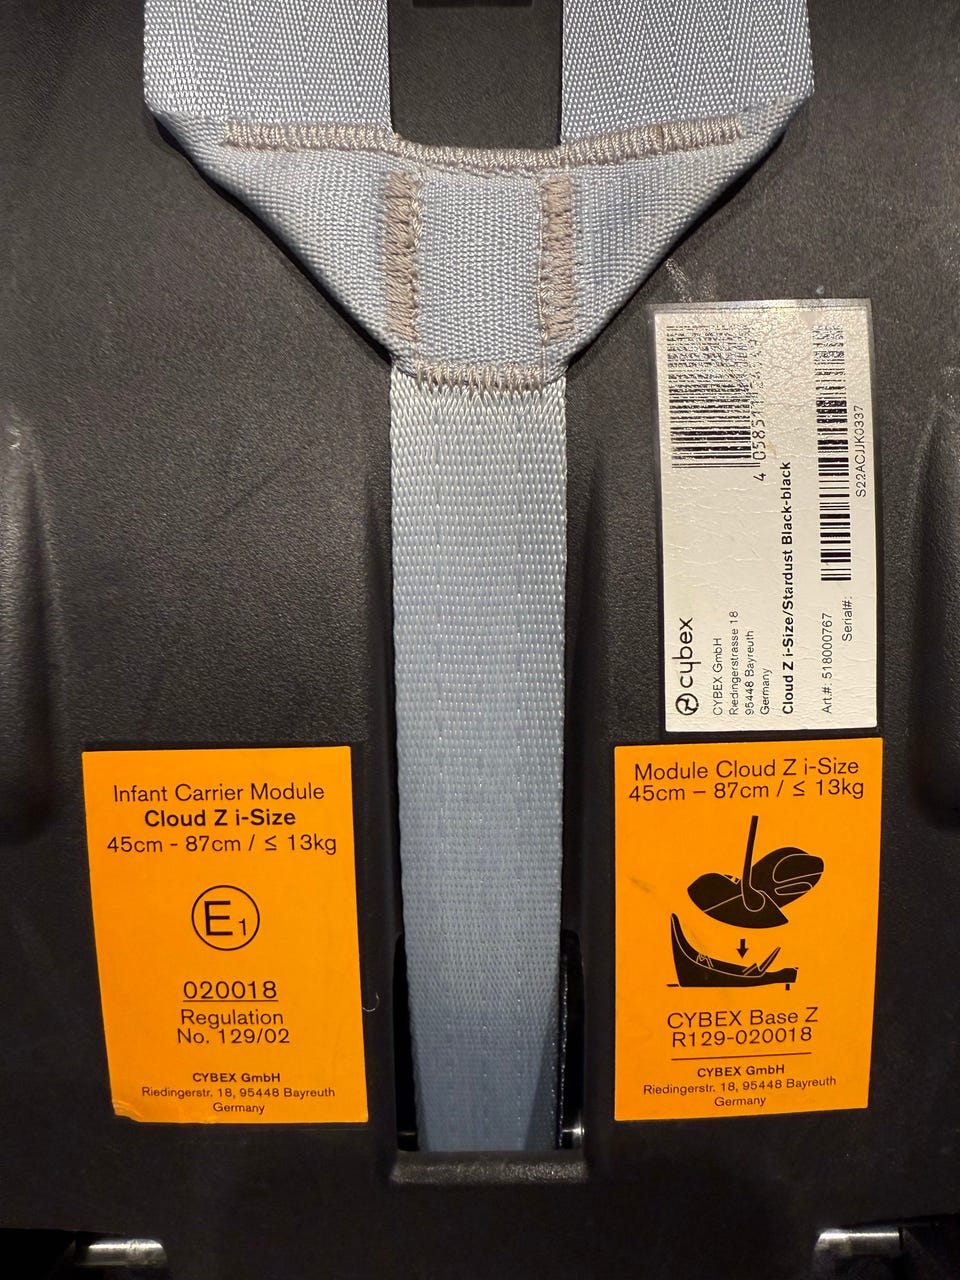 cybex
CYBEX GmbH
Riedingerstrasse 18
95448 Bayreuth
Germany
Cloud Z i-Size/Stardust Black-black
Art.#: 518000767
Serial#:
S22ACJJK0337
Infant Carrier Module
Cloud Z i-Size
45cm - 87cm / ≤ 13kg
E1
020018
Regulation
No. 129/02
CYBEX GmbH
Riedingerstr. 18, 95448 Bayreuth
Germany
Module Cloud Z i-Size
45cm – 87cm / ≤ 13kg
CYBEX Base Z
R129-020018
CYBEX GmbH
Riedingerstr. 18, 95448 Bayreuth
Germany